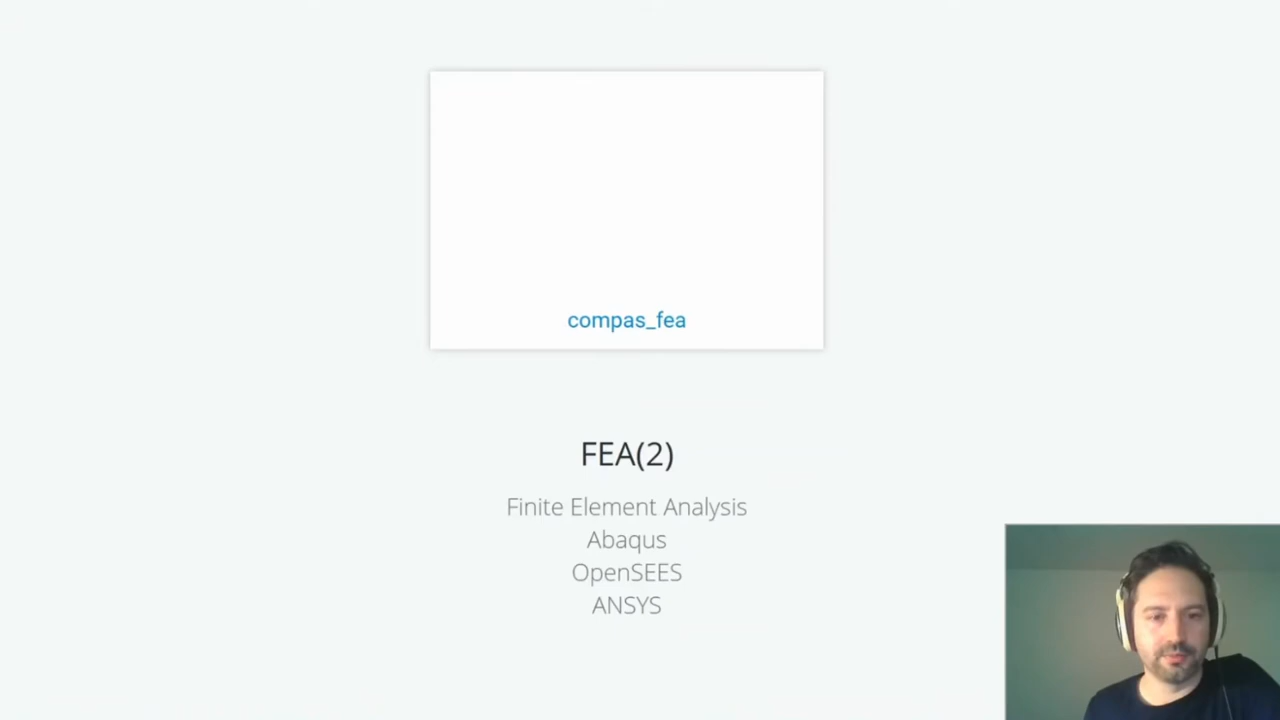 compas_fea
FEA(2)
Finite Element Analysis
Abaqus
OpenSEES
ANSYS